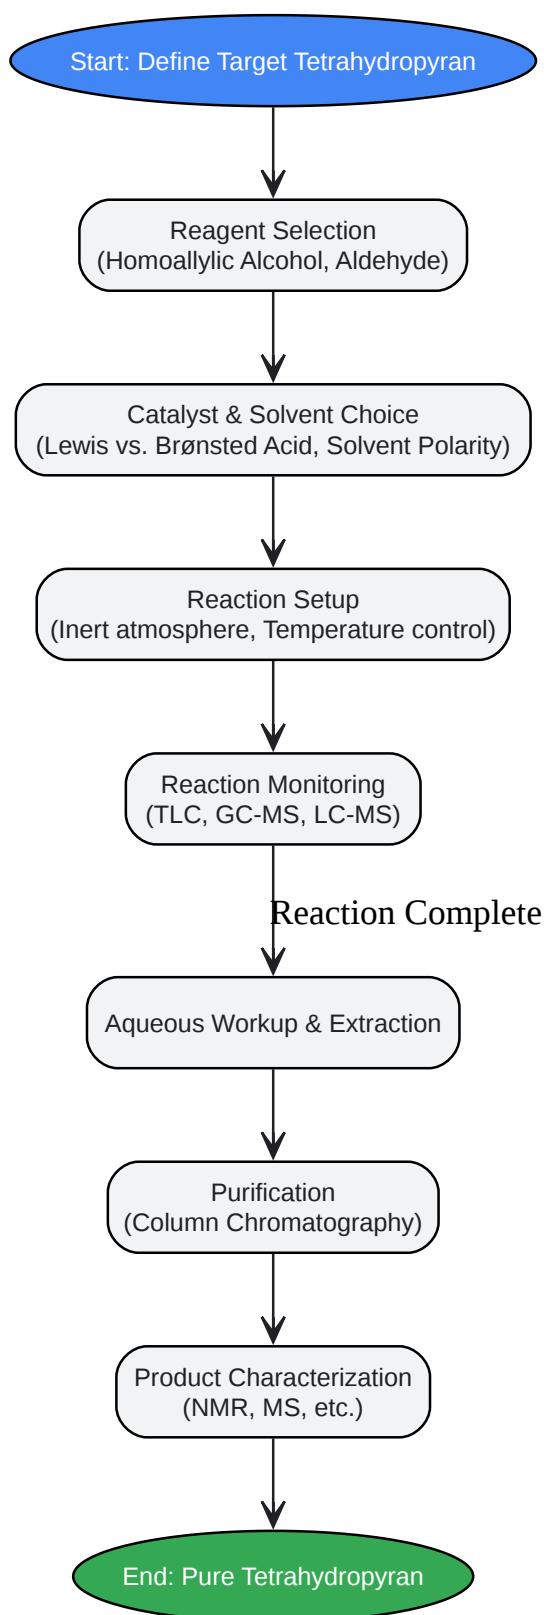 Start: Define Target Tetrahydropyran
Reagent Selection
(Homoallylic Alcohol, Aldehyde)
Catalyst & Solvent Choice
(Lewis vs. Brønsted Acid, Solvent Polarity)
Reaction Setup
(Inert atmosphere, Temperature control)
Reaction Monitoring
(TLC, GC-MS, LC-MS)
Reaction Complete
Aqueous Workup & Extraction
Purification
(Column Chromatography)
Product Characterization
(NMR, MS, etc.)
End: Pure Tetrahydropyran